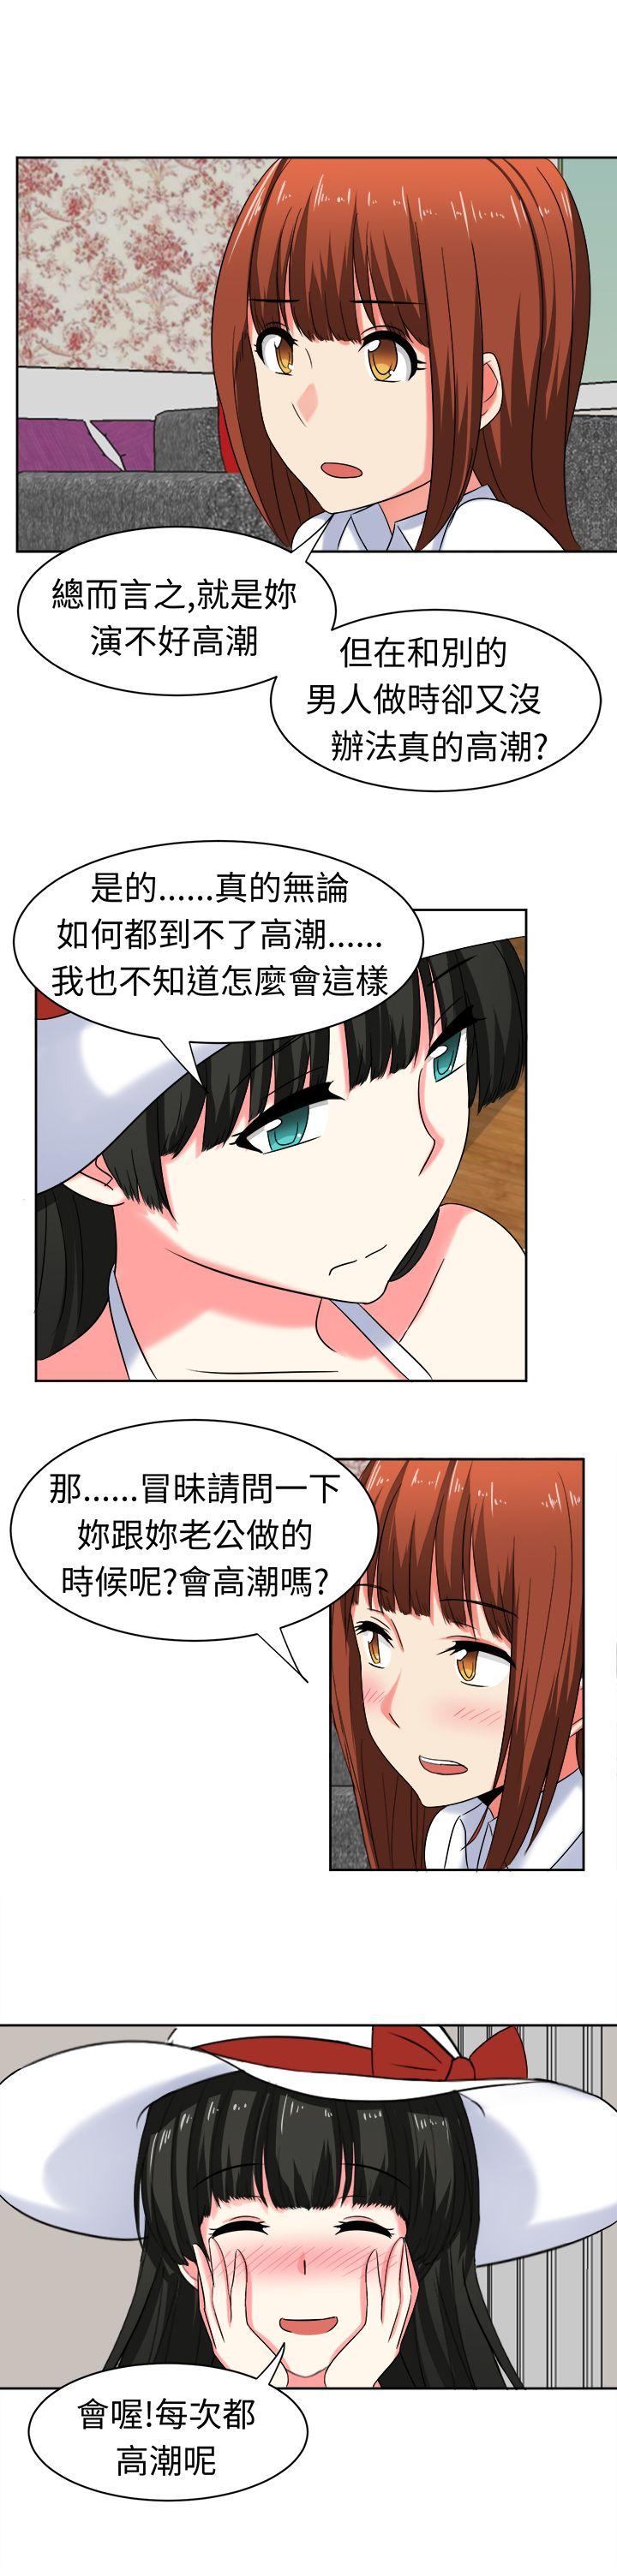 總而言之,就是妳
演不好高潮
但在和別的
男人做時卻又沒
辦法真的高潮?
是的......真的無論
如何都到不了高潮......
我也不知道怎麼會這樣
那......冒昧請問一下
妳跟妳老公做的
時候呢?會高潮嗎?
會喔!每次都
高潮呢